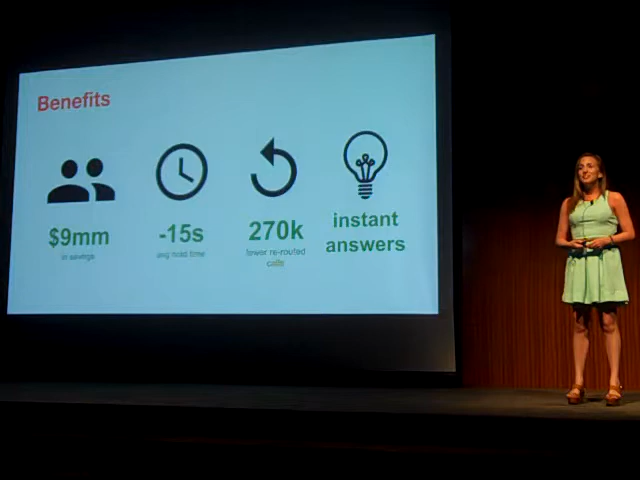 Benefits
$9mm
in savings
-15s
avg hold time
270k
fewer re-routed
calls
instant
answers